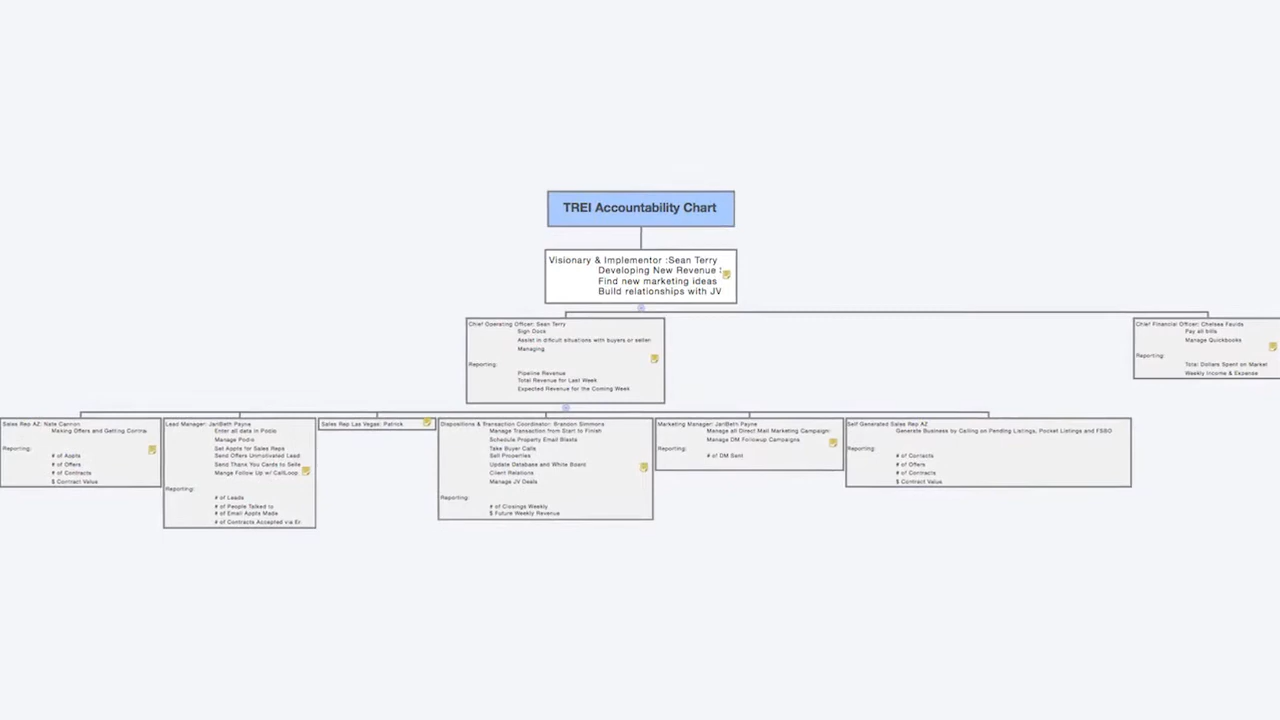 TREI Accountability Chart
Visionary & Implementor :Sean Terry
Developing New Revenue
Find new marketing ideas
Build relationships with JV
Chief Operating Officer: Sean Terry
Sign Docs
Assist in dificult situations with buyers or seller
Managing
Reporting:
Pipeline Revenue
Total Revenue for Last Week
Expected Revenue for the Coming Week
Chief Financial Officer: Chelsea
Pay all bills
Manage Quickbooks
Reporting:
Total Dollars Spent on Market
Weekly Income & Expense
Sales Rep AZ: Nate Cannon
Making Offers and Getting Contra
Reporting:
# of Appts
# of Offers
# of Contracts
$ Contract Value
Lead Manager: JariBeth Payne
Enter all data in Podio
Manage Podio
Set Appts for Sales Reps
Send Offers Unmotivated Lead
Send Thank You Cards to Selle
Mange Follow Up w/ CallLoop
Reporting:
# of Leads
# of People Talked to
# of Email Appts Made
# of Contracts Accepted via Er
Sales Rep Las Vegas: Patrick
Dispositions & Transaction Coordinator: Brandon Simmons
Manage Transaction from Start to Finish
Schedule Property Email Blasts
Take Buyer Calls
Sell Properties
Update Database and White Board
Client Relations
Manage JV Deals
Reporting:
# of Closings Weekly
$ Future Weekly Revenue
Marketing Manager: JariBeth Payne
Manage all Direct Mail Marketing Campaign
Manage DM Followup Campaigns
Reporting:
# of DM Sent
Self Generated Sales Rep AZ
Generate Business by Calling on Pending Listings, Pocket Listings and FSBO
Reporting:
# of Contacts
# of Offers
# of Contracts
$ Contract Value